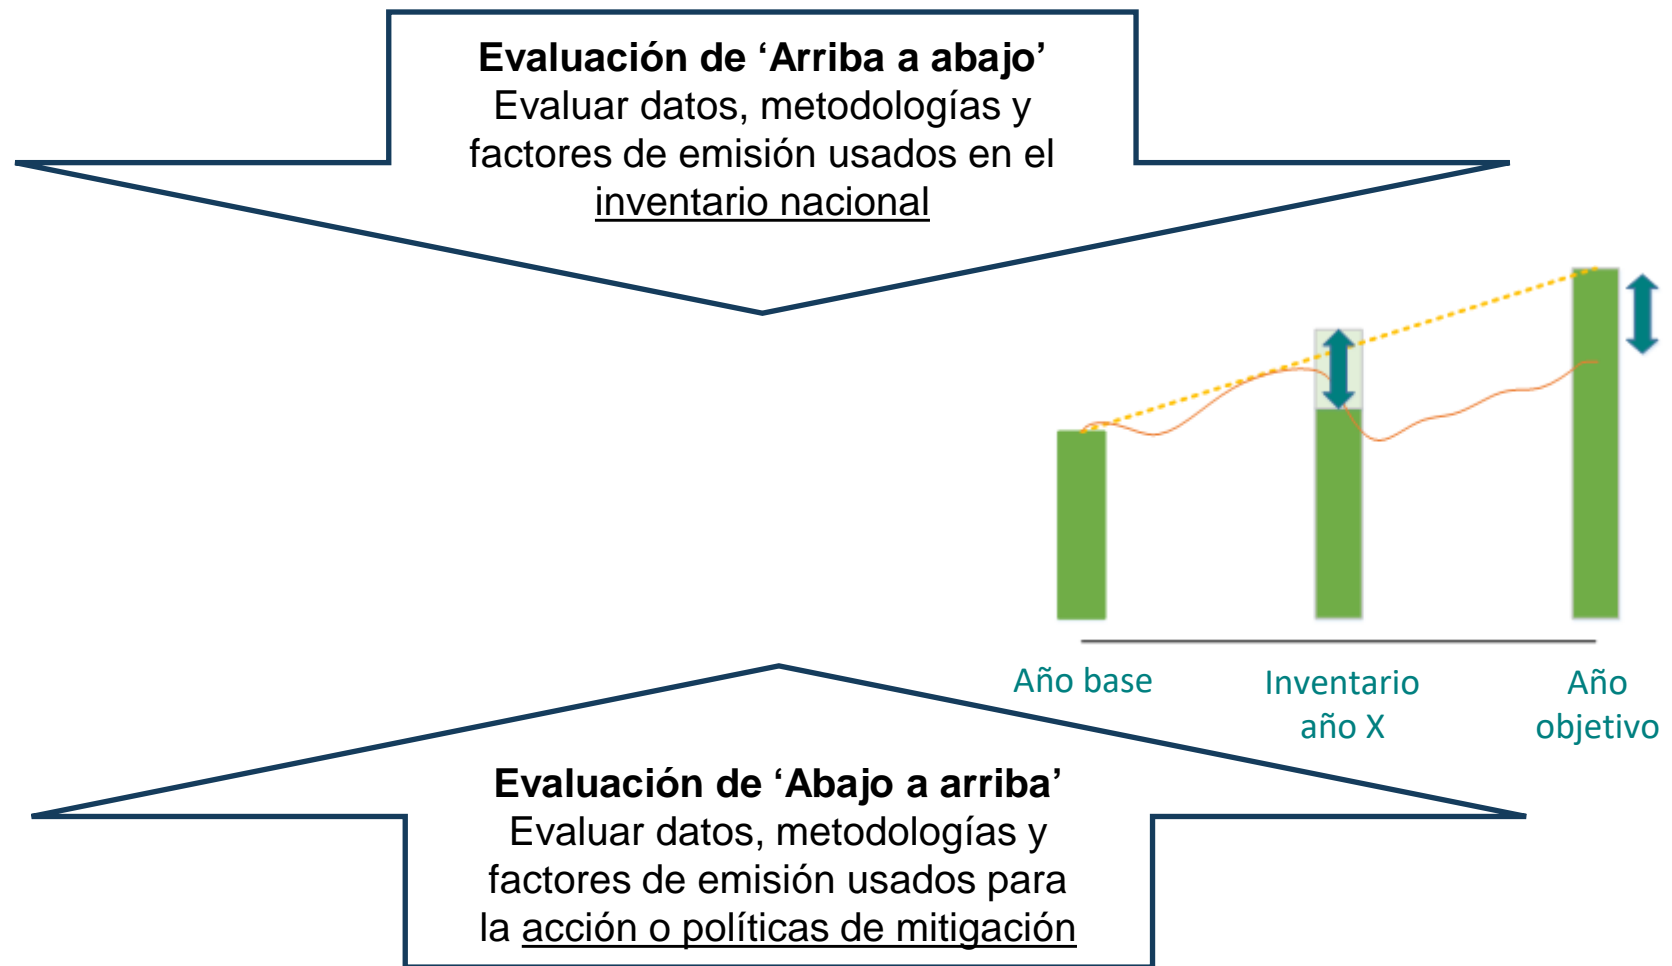 Evaluación de ‘Arriba a abajo’
Evaluar datos, metodologías y
factores de emisión usados en el
inventario nacional
Año base
Inventario
año X
Año
objetivo
Evaluación de ‘Abajo a arriba’
Evaluar datos, metodologías y
factores de emisión usados para
la acción o políticas de mitigación